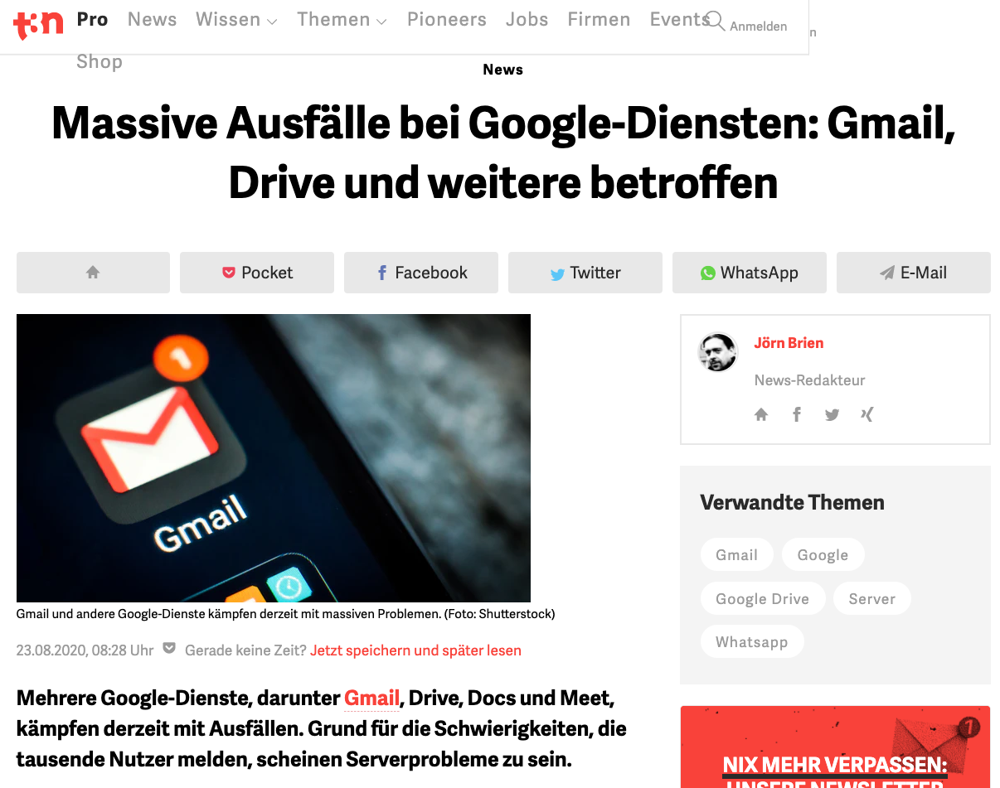 t3n Pro News Wissen Themen Pioneers Jobs Firmen Events Anmelden
n
Shop
News
Massive Ausfälle bei Google-Diensten: Gmail,
Drive und weitere betroffen
Pocket Facebook Twitter WhatsApp E-Mail
1
Gmail
Gmail und andere Google-Dienste kämpfen derzeit mit massiven Problemen. (Foto: Shutterstock)
23.08.2020, 08:28 Uhr Gerade keine Zeit? Jetzt speichern und später lesen
Mehrere Google-Dienste, darunter Gmail, Drive, Docs und Meet,
kämpfen derzeit mit Ausfällen. Grund für die Schwierigkeiten, die
tausende Nutzer melden, scheinen Serverprobleme zu sein.
Jörn Brien
News-Redakteur
Verwandte Themen
Gmail Google
Google Drive Server
Whatsapp
1
NIX MEHR VERPASSEN:
UNSERE NEWSLETTER